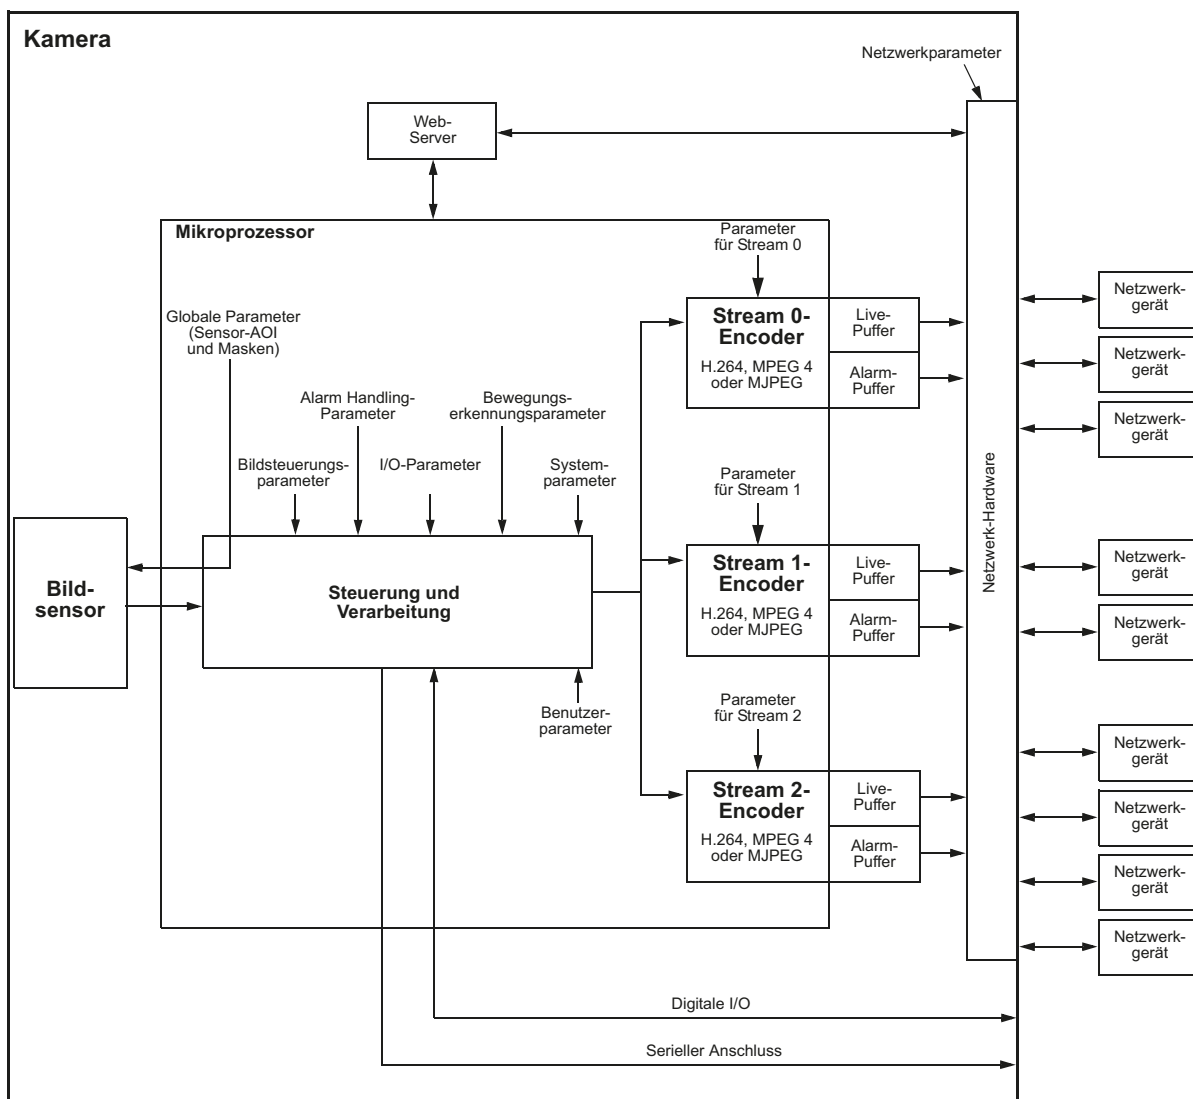 Kamera
Netzwerkparameter
Web-
Server
Mikroprozessor
Parameter
für Stream 0
Globale Parameter
(Sensor-AOI
und Masken)
Stream 0-
Encoder
H.264, MPEG 4
oder MJPEG
Live-
Puffer
Alarm-
Puffer
Netzwerk-
gerät
Netzwerk-
gerät
Netzwerk-
gerät
Alarm Handling-
Parameter
Bewegungs-
erkennungsparameter
Bildsteuerungs-
parameter
I/O-Parameter
System-
parameter
Parameter
für Stream 1
Netzwerk-Hardware
Bild-
sensor
Steuerung und
Verarbeitung
Stream 1-
Encoder
H.264, MPEG 4
oder MJPEG
Live-
Puffer
Alarm-
Puffer
Netzwerk-
gerät
Netzwerk-
gerät
Benutzer-
parameter
Parameter
für Stream 2
Stream 2-
Encoder
H.264, MPEG 4
oder MJPEG
Live-
Puffer
Alarm-
Puffer
Netzwerk-
gerät
Netzwerk-
gerät
Netzwerk-
gerät
Netzwerk-
gerät
Digitale I/O
Serieller Anschluss